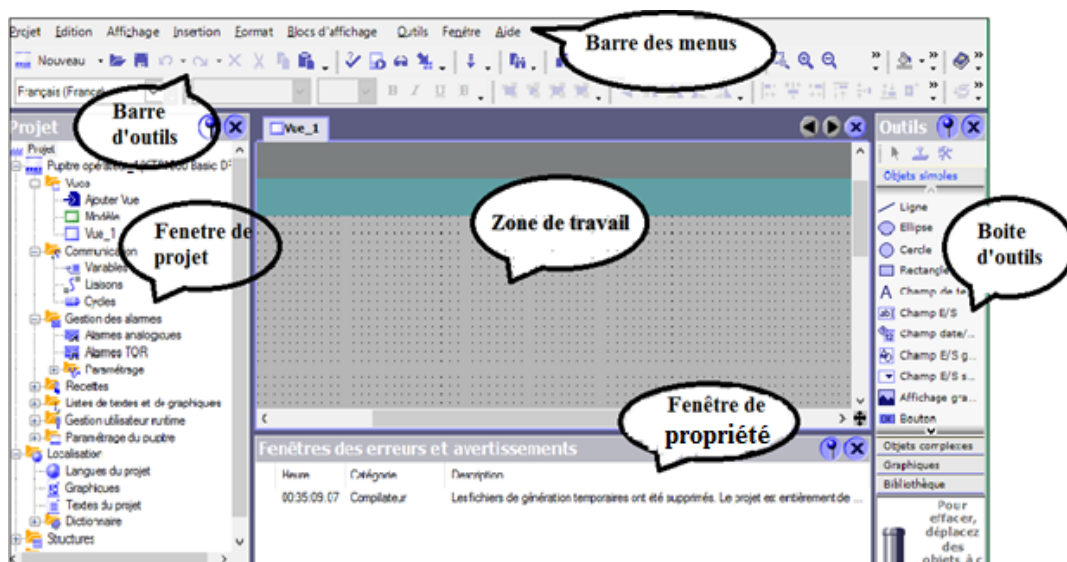 Projet Edition Affichage Insertion Format Blocs d'affichage Outils Fenêtre Aide
Barre des menus
Nouveau
Français (France
Barre
d'outils
Projet
Vue_1
Outils
Projet
Pupitre Basic
Vues
Ajouter Vue
Modèle
Vue_1
Communication
Variables
Liaisons
Cycles
Gestion des alarmes
Alarmes analogiques
Alarmes TOR
Paramétrage
Recettes
Listes de textes et de graphiques
Gestion utilisateur runtime
Paramétrage du pupitre
Localisation
Langues du projet
Graphiques
Textes du projet
Dictionnaire
Structures
Fenetre de
projet
Zone de travail
Fenêtre de
propriété
Fenêtres des erreurs et avertissements
Heure Catégorie Description
00:35:09.07 Compilateur Les fichiers de génération temporaires ont été supprimés. Le projet est entièrement de ...
Objets simples
Ligne
Ellipse
Cercle
Rectangle
Champ de te
Champ E/S
Champ date/...
Champ E/S g...
Champ E/S s...
Affichage gra...
Bouton
Boite
d'outils
Objets complexes
Graphiques
Bibliothèque
Pour
effacer,
déplacez
des
objets à c